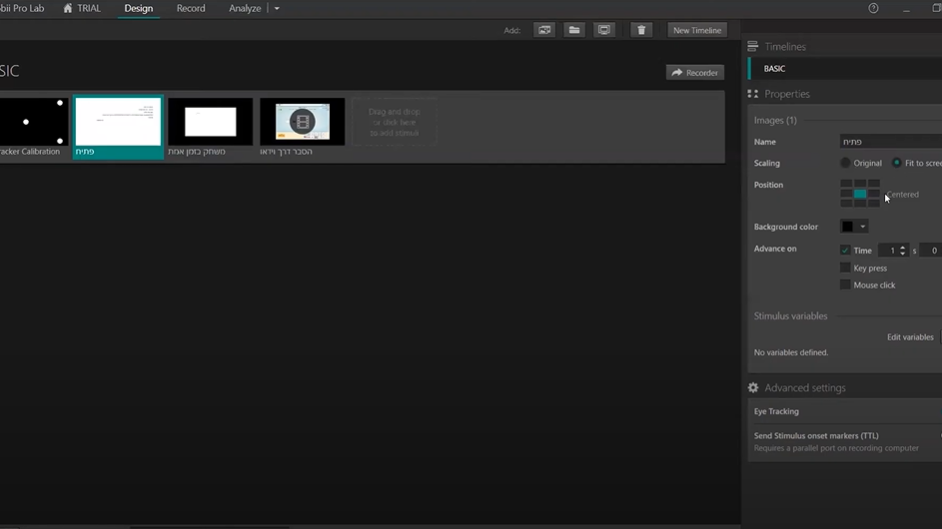 bii Pro Lab TRIAL Design Record Analyze
Add: New Timeline
SIC
Recorder
Drag and drop
or click here
to add stimuli
racker Calibration פתיח משחק בזמן אמת הסבר דרך וידאו
Timelines
BASIC
Properties
Images (1)
Name פתיח
Scaling Original Fit to scree
Position Centered
Background color
Advance on Time 1 s 0
Key press
Mouse click
Stimulus variables
Edit variables
No variables defined.
Advanced settings
Eye Tracking
Send Stimulus onset markers (TTL)
Requires a parallel port on recording computer